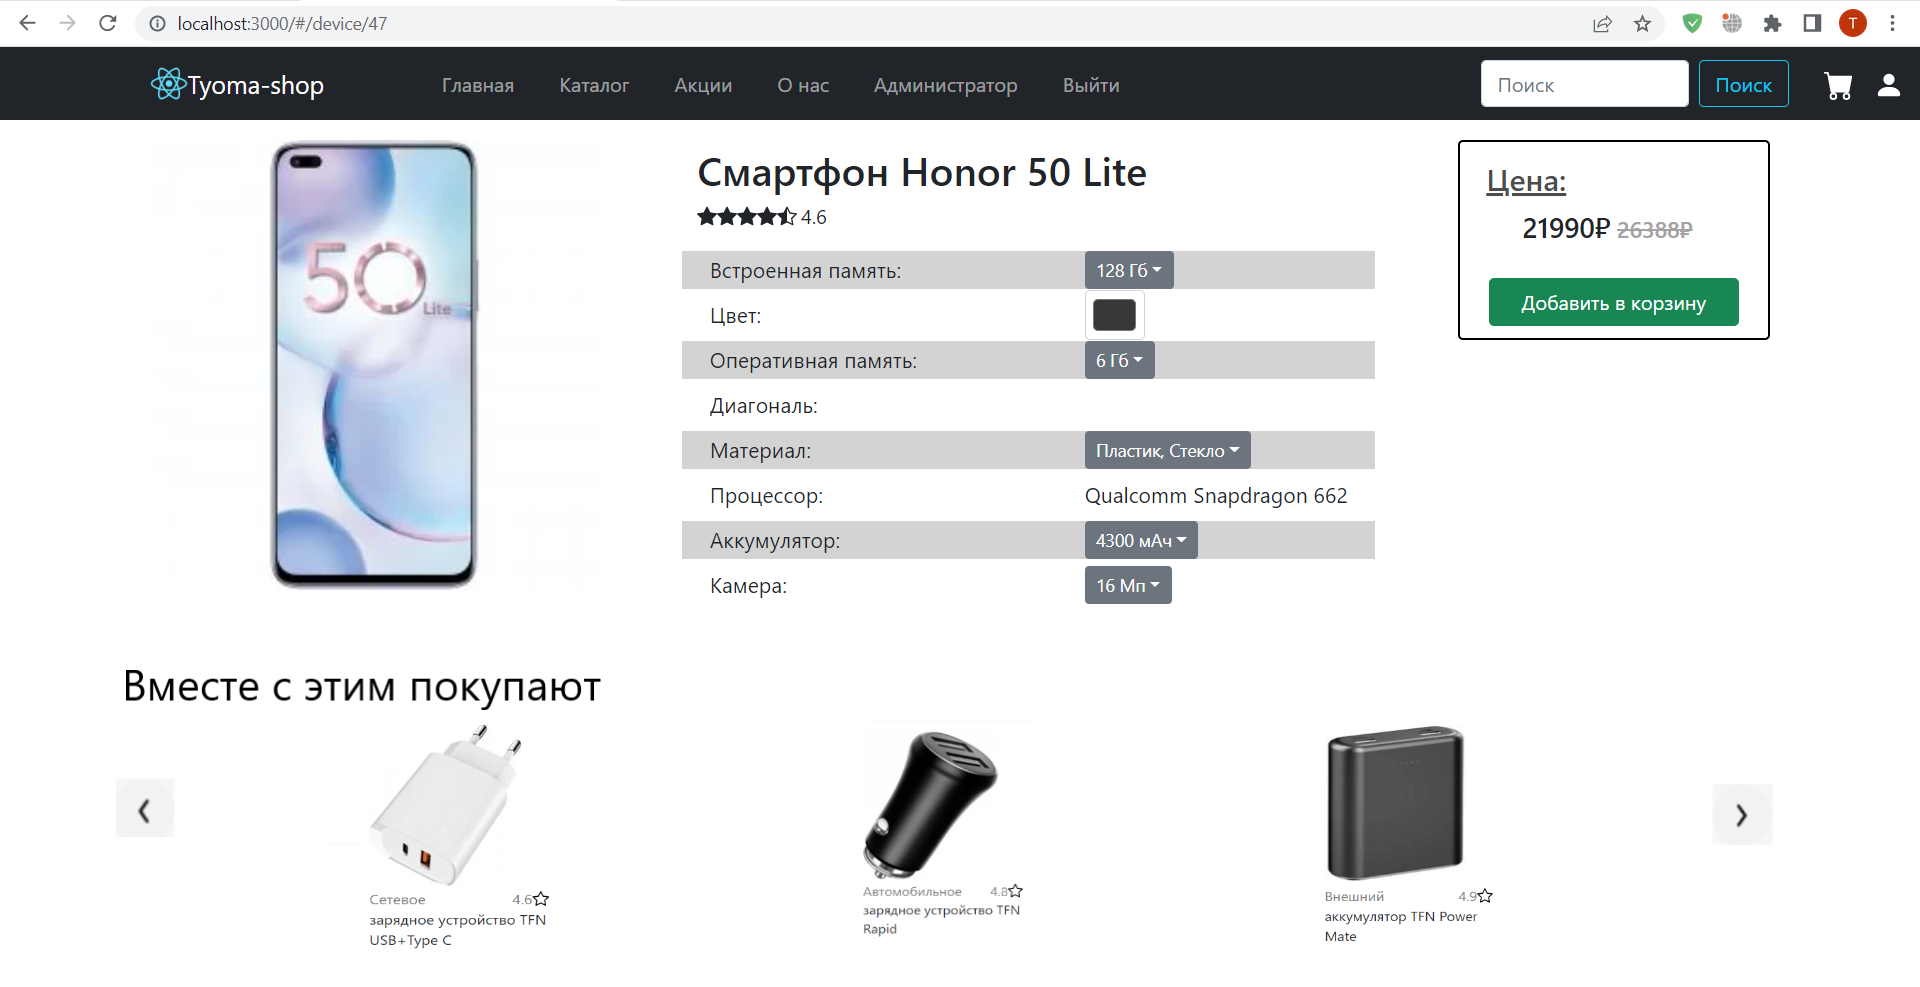 localhost:3000/#/device/47
T
Tyoma-shop
Главная
Каталог
Акции
О нас
Администратор
Выйти
Поиск
Поиск
50
Lite
Смартфон Honor 50 Lite
4.6
Встроенная память:
128 Гб
Цвет:
Оперативная память:
6 Гб
Диагональ:
Материал:
Пластик, Стекло
Процессор:
Qualcomm Snapdragon 662
Аккумулятор:
4300 мАч
Камера:
16 Мп
Цена:
21990₽ 26388₽
Добавить в корзину
Вместе с этим покупают
Сетевое 4.6
зарядное устройство TFN
USB+Type C
Автомобильное 4.8
зарядное устройство TFN
Rapid
Внешний 4.9
аккумулятор TFN Power
Mate